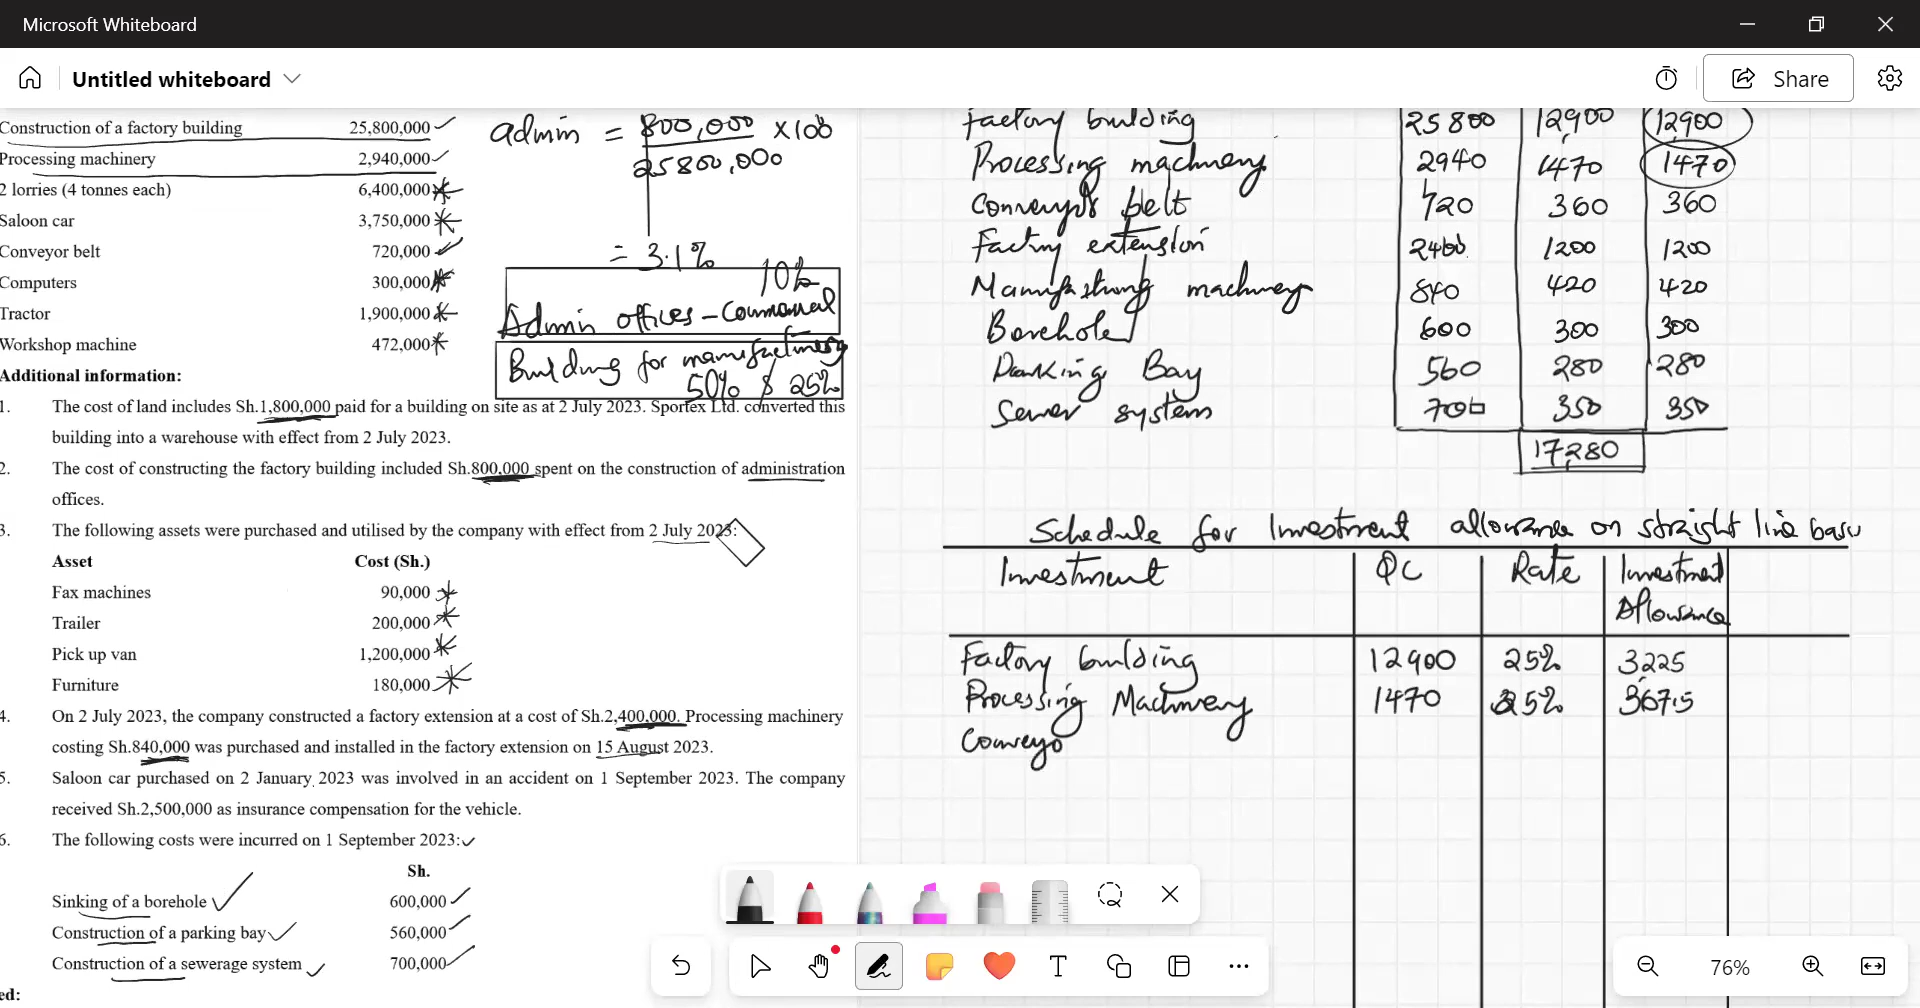 Microsoft Whiteboard
Untitled whiteboard
Share
Construction of a factory building 25,800,000
Processing machinery 2,940,000
2 lorries (4 tonnes each) 6,400,000
Saloon car 3,750,000
Conveyor belt 720,000
Computers 300,000
Tractor 1,900,000
Workshop machine 472,000
admin = 800,000 x100
25800,000
= 3.1%
10%
Admin offices - Commercial
Building for manufacturing
50% & 25%
Additional information:
1. The cost of land includes Sh.1,800,000 paid for a building on site as at 2 July 2023. Sportex Ltd. converted this
building into a warehouse with effect from 2 July 2023.
2. The cost of constructing the factory building included Sh.800,000 spent on the construction of administration
offices.
3. The following assets were purchased and utilised by the company with effect from 2 July 2023:
Asset Cost (Sh.)
Fax machines 90,000
Trailer 200,000
Pick up van 1,200,000
Furniture 180,000
4. On 2 July 2023, the company constructed a factory extension at a cost of Sh.2,400,000. Processing machinery
costing Sh.840,000 was purchased and installed in the factory extension on 15 August 2023.
5. Saloon car purchased on 2 January 2023 was involved in an accident on 1 September 2023. The company
received Sh.2,500,000 as insurance compensation for the vehicle.
6. The following costs were incurred on 1 September 2023:
Sh.
Sinking of a borehole 600,000
Construction of a parking bay 560,000
Construction of a sewerage system 700,000
ed:
Factory building 25800 12,900 12900
Processing machinery 2940 1470 1470
Conveyor belt 720 360 360
Factory extension 2400 1200 1200
Manufacturing machinery 840 420 420
Borehole 600 300 300
Parking Bay 560 280 280
Sewer system 700 350 350
17,280
Schedule for Investment allowance on straight line basis
Investment QC Rate Investment
Allowance
Factory building 12900 25% 3225
Processing Machinery 1470 25% 367.5
Conveyo
76%